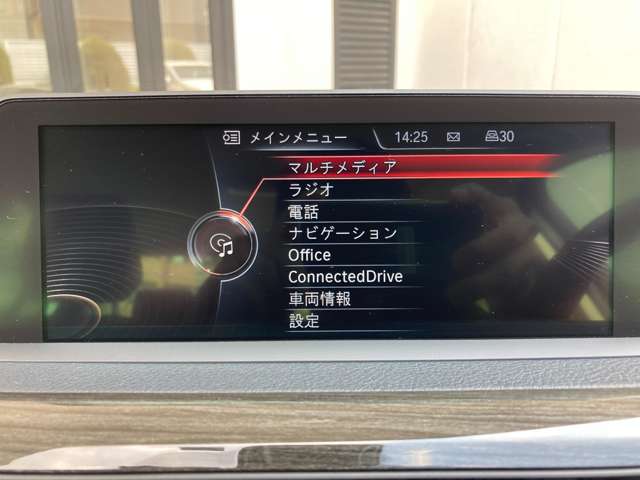 メインメニュー 14:25 30
マルチメディア
ラジオ
電話
ナビゲーション
Office
ConnectedDrive
車両情報
設定